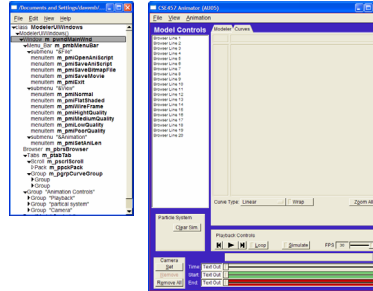 /Documents and Settings/dawmb/
File Edit New Help
class ModelerUIWindows
ModelerUIWindows()
Window m_pwndMainWnd
Menu_Bar m_pmbMenuBar
submenu "&File"
menuitem m_pmiOpenAniScript
menuitem m_pmiSaveAniScript
menuitem m_pmiSaveBitmapFile
menuitem m_pmiSaveMovie
menuitem m_pmiExit
submenu "&View"
menuitem m_pmiNormal
menuitem m_pmiFlatShaded
menuitem m_pmiWireFrame
menuitem m_pmiHightQuality
menuitem m_pmiMediumQuality
menuitem m_pmiLowQuality
menuitem m_pmiPoorQuality
submenu "&Animation"
menuitem m_pmiSetAniLen
Browser m_pbrsBrowser
Tabs m_ptabTab
Scroll m_pscrlScroll
Pack m_ppckPack
Group m_pgrpCurveGroup
Group
Group
Group "Animation Controls"
Group "Playback"
Group "partical system"
Group "Camera"
CSE457 Animator (AU05)
File View Animation
Model Controls
Modeler Curves
Browser Line 1
Browser Line 2
Browser Line 3
Browser Line 4
Browser Line 5
Browser Line 6
Browser Line 7
Browser Line 8
Browser Line 9
Browser Line 10
Browser Line 11
Browser Line 12
Browser Line 13
Browser Line 14
Browser Line 15
Browser Line 16
Browser Line 17
Browser Line 18
Browser Line 19
Browser Line 20
Curve Type: Linear Wrap Zoom All
Particle System
Clear Sim.
Playback Controls
Loop Simulate FPS 30
Camera
Set
Remove
Remove All
Time Text Out
Start Text Out
End Text Out